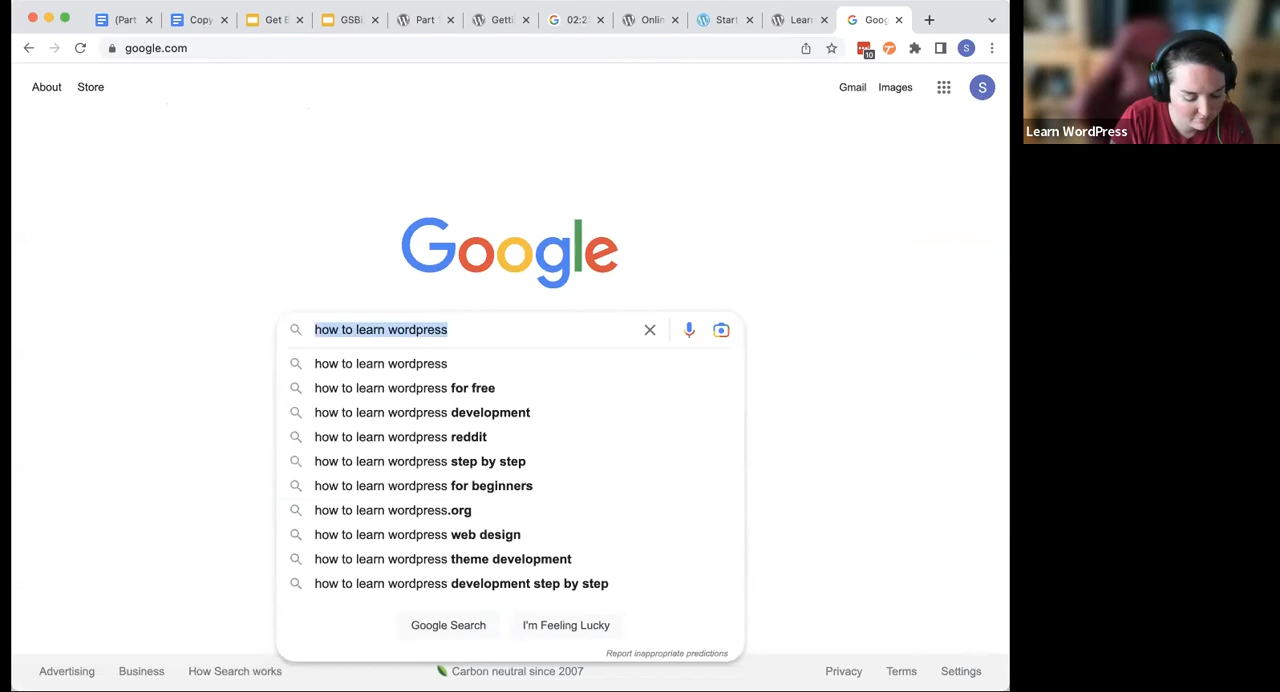 (Part
Copy
Get E
GSBi
Part
Getti
02:2
Onlin
Start
Learn
Goog
google.com
10
S
About
Store
Gmail
Images
S
Learn WordPress
Google
how to learn wordpress
how to learn wordpress
how to learn wordpress for free
how to learn wordpress development
how to learn wordpress reddit
how to learn wordpress step by step
how to learn wordpress for beginners
how to learn wordpress.org
how to learn wordpress web design
how to learn wordpress theme development
how to learn wordpress development step by step
Google Search
I'm Feeling Lucky
Report inappropriate predictions
Advertising
Business
How Search works
Carbon neutral since 2007
Privacy
Terms
Settings